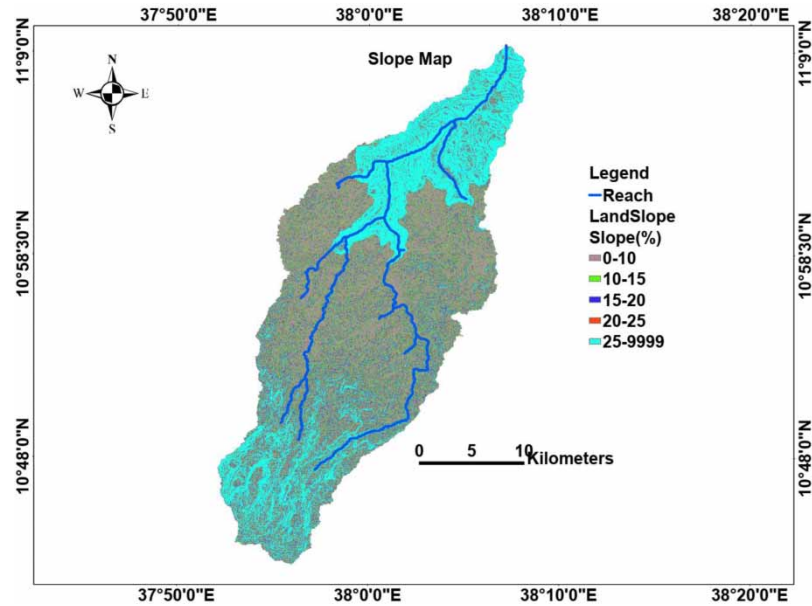 37°50'0"E 38°0'0"E 38°10'0"E 38°20'0"E
11°9'0"N
11°9'0"N
Slope Map
N
W E
S
Legend
Reach
LandSlope
Slope(%)
0-10
10-15
15-20
20-25
25-9999
10°58'30"N
10°58'30"N
0 5 10
Kilometers
10°48'0"N
10°48'0"N
37°50'0"E 38°0'0"E 38°10'0"E 38°20'0"E